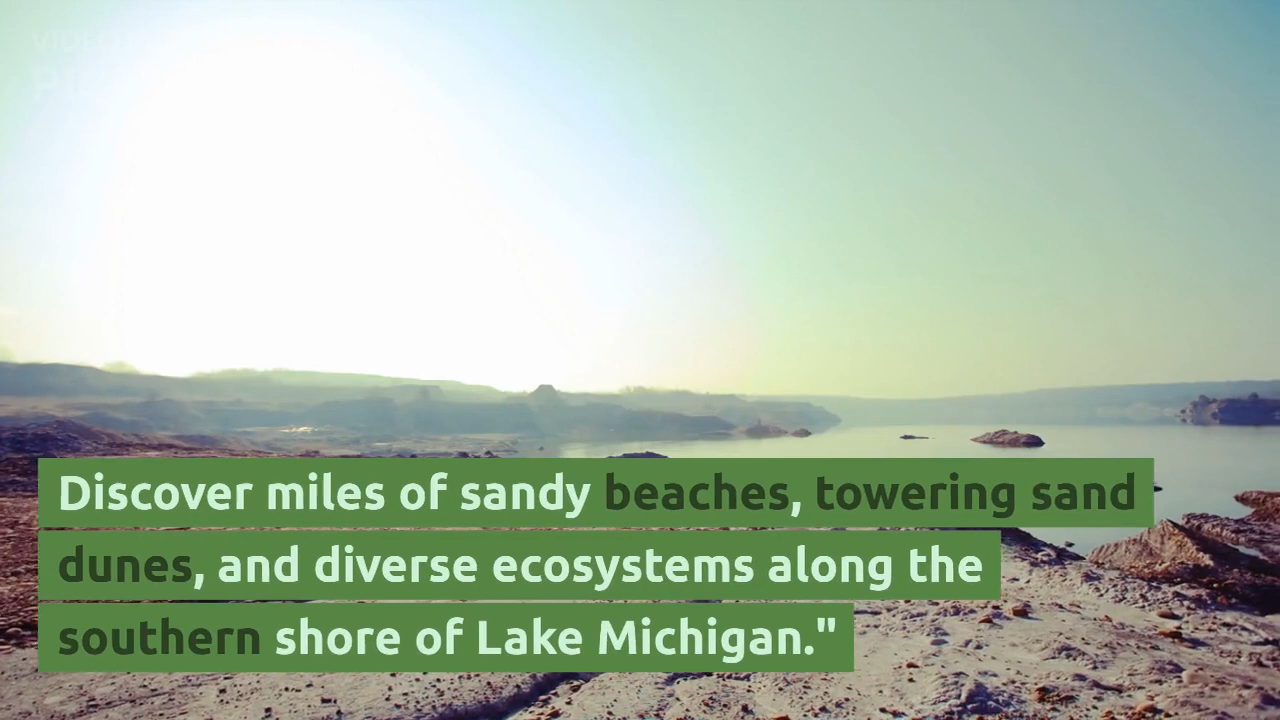 Discover miles of sandy beaches, towering sand
dunes, and diverse ecosystems along the
southern shore of Lake Michigan."